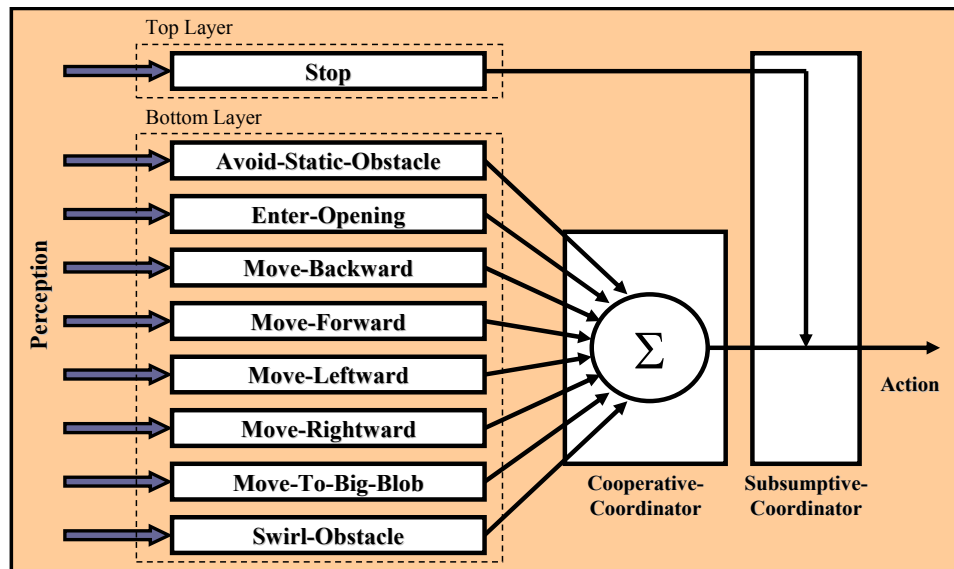 Top Layer
Stop
Bottom Layer
Avoid-Static-Obstacle
Enter-Opening
Move-Backward
Move-Forward
Move-Leftward
Move-Rightward
Move-To-Big-Blob
Swirl-Obstacle
Perception
Σ
Cooperative-
Coordinator
Subsumptive-
Coordinator
Action